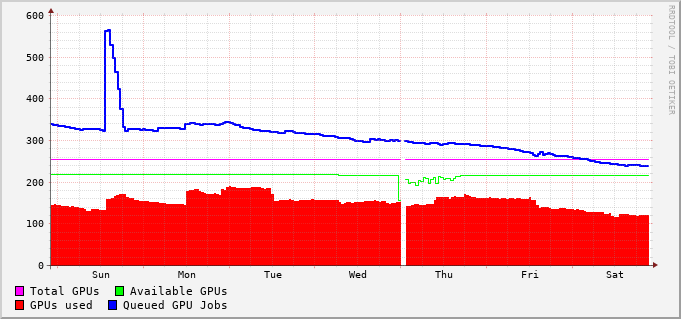 600
500
400
300
200
100
0
Sun Mon Tue Wed Thu Fri Sat
Total GPUs Available GPUs
GPUs used Queued GPU Jobs
RRDTOOL / TOBI OETIKER